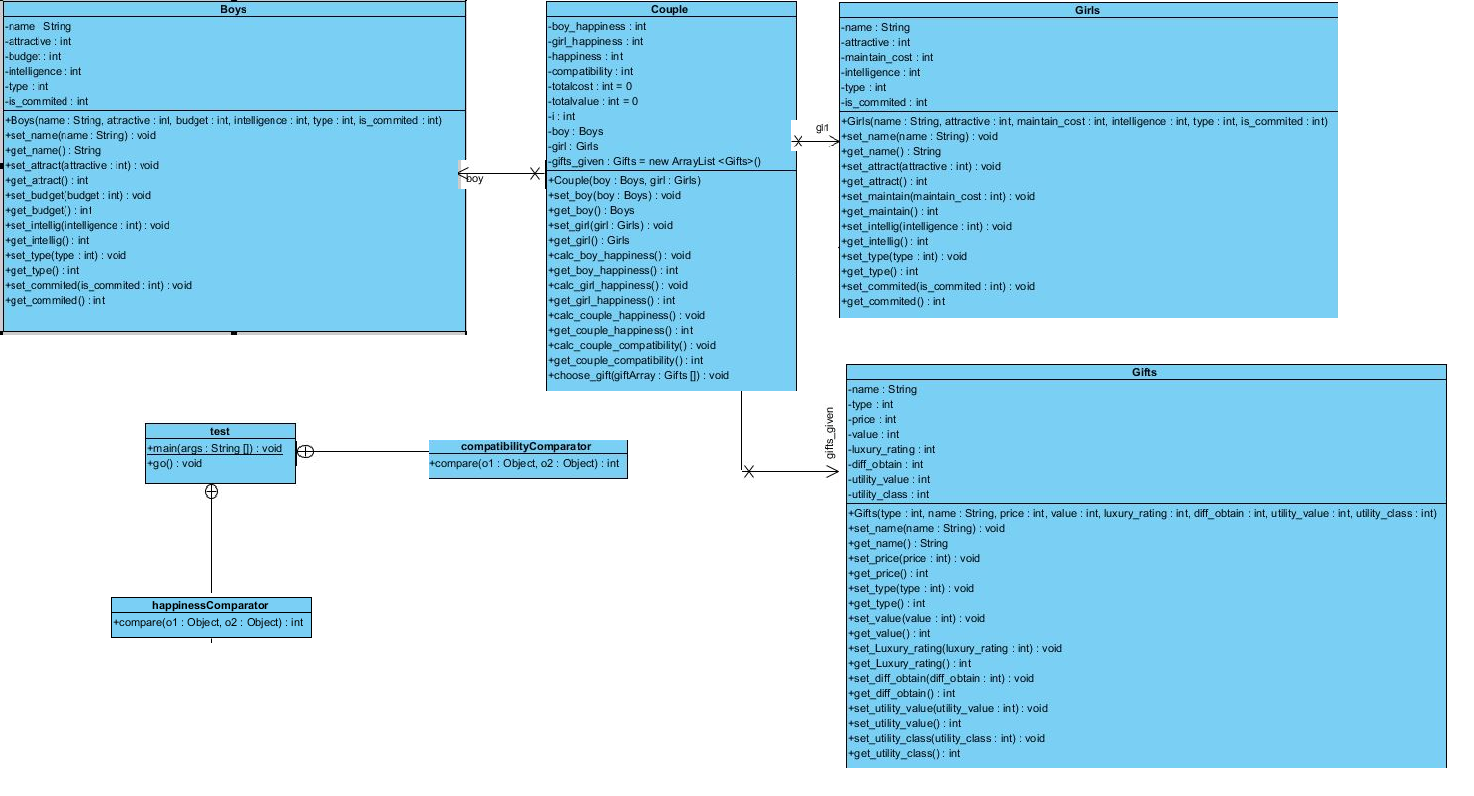 Boys
-name : String
-attractive : int
-budget : int
-intelligence : int
-type : int
-is_commited : int
+Boys(name : String, attractive : int, budget : int, intelligence : int, type : int, is_commited : int)
+set_name(name : String) : void
+get_name() : String
+set_attract(attractive : int) : void
+get_attract() : int
+set_budget(budget : int) : void
+get_budget() : int
+set_intellig(intelligence : int) : void
+get_intellig() : int
+set_type(type : int) : void
+get_type() : int
+set_commited(is_commited : int) : void
+get_commited() : int
boy
Couple
-boy_happiness : int
-girl_happiness : int
-happiness : int
-compatibility : int
-totalcost : int = 0
-totalvalue : int = 0
-i : int
-boy : Boys
-girl : Girls
-gifts_given : Gifts = new ArrayList <Gifts>()
+Couple(boy : Boys, girl : Girls)
+set_boy(boy : Boys) : void
+get_boy() : Boys
+set_girl(girl : Girls) : void
+get_girl() : Girls
+calc_boy_happiness() : void
+get_boy_happiness() : int
+calc_girl_happiness() : void
+get_girl_happiness() : int
+calc_couple_happiness() : void
+get_couple_happiness() : int
+calc_couple_compatibility() : void
+get_couple_compatibility() : int
+choose_gift(giftArray : Gifts []) : void
girl
Girls
-name : String
-attractive : int
-maintain_cost : int
-intelligence : int
-type : int
-is_commited : int
+Girls(name : String, attractive : int, maintain_cost : int, intelligence : int, type : int, is_commited : int)
+set_name(name : String) : void
+get_name() : String
+set_attract(attractive : int) : void
+get_attract() : int
+set_maintain(maintain_cost : int) : void
+get_maintain() : int
+set_intellig(intelligence : int) : void
+get_intellig() : int
+set_type(type : int) : void
+get_type() : int
+set_commited(is_commited : int) : void
+get_commited() : int
gifts_given
Gifts
-name : String
-type : int
-price : int
-value : int
-luxury_rating : int
-diff_obtain : int
-utility_value : int
-utility_class : int
+Gifts(type : int, name : String, price : int, value : int, luxury_rating : int, diff_obtain : int, utility_value : int, utility_class : int)
+set_name(name : String) : void
+get_name() : String
+set_price(price : int) : void
+get_price() : int
+set_type(type : int) : void
+get_type() : int
+set_value(value : int) : void
+get_value() : int
+set_Luxury_rating(luxury_rating : int) : void
+get_Luxury_rating() : int
+set_diff_obtain(diff_obtain : int) : void
+get_diff_obtain() : int
+set_utility_value(utility_value : int) : void
+set_utility_value() : int
+set_utility_class(utility_class : int) : void
+get_utility_class() : int
test
+main(args : String []) : void
+go() : void
compatibilityComparator
+compare(o1 : Object, o2 : Object) : int
happinessComparator
+compare(o1 : Object, o2 : Object) : int